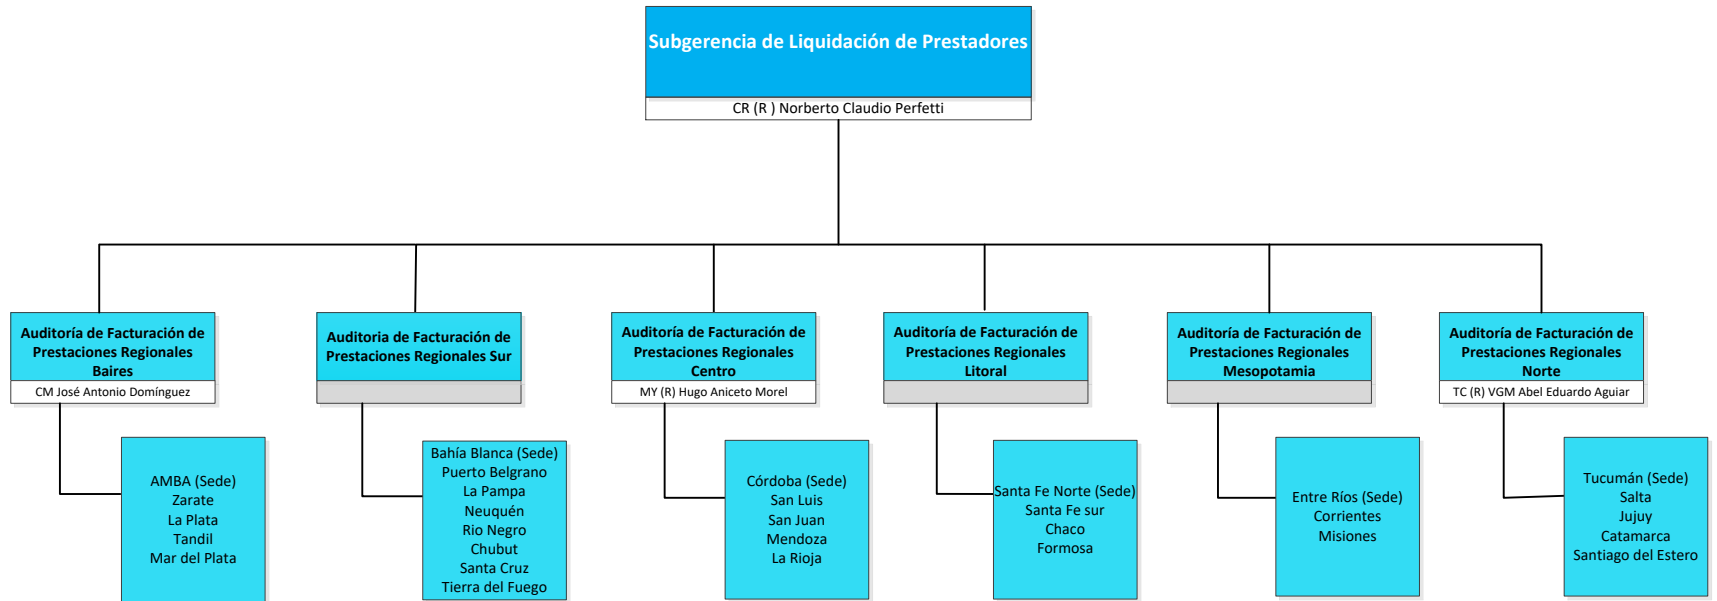 Subgerencia de Liquidación de Prestadores
CR (R ) Norberto Claudio Perfetti
Auditoría de Facturación de
Prestaciones Regionales
Baires
CM José Antonio Domínguez
Auditoria de Facturación de
Prestaciones Regionales Sur
Auditoría de Facturación de
Prestaciones Regionales
Centro
MY (R) Hugo Aniceto Morel
Auditoría de Facturación de
Prestaciones Regionales
Litoral
Auditoría de Facturación de
Prestaciones Regionales
Mesopotamia
Auditoría de Facturación de
Prestaciones Regionales
Norte
TC (R) VGM Abel Eduardo Aguiar
AMBA (Sede)
Zarate
La Plata
Tandil
Mar del Plata
Bahía Blanca (Sede)
Puerto Belgrano
La Pampa
Neuquén
Rio Negro
Chubut
Santa Cruz
Tierra del Fuego
Córdoba (Sede)
San Luis
San Juan
Mendoza
La Rioja
Santa Fe Norte (Sede)
Santa Fe sur
Chaco
Formosa
Entre Ríos (Sede)
Corrientes
Misiones
Tucumán (Sede)
Salta
Jujuy
Catamarca
Santiago del Estero